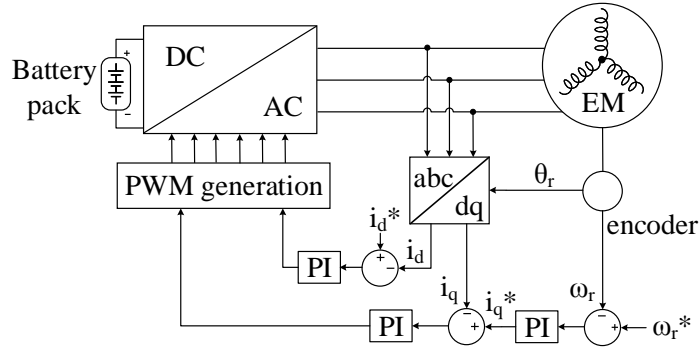 DC
Battery
pack
+
−
AC
EM
PWM generation
abc
dq
θr
encoder
id*
+
−
id
PI
iq
iq*
ωr
−
+
PI
−
+
PI
ωr*